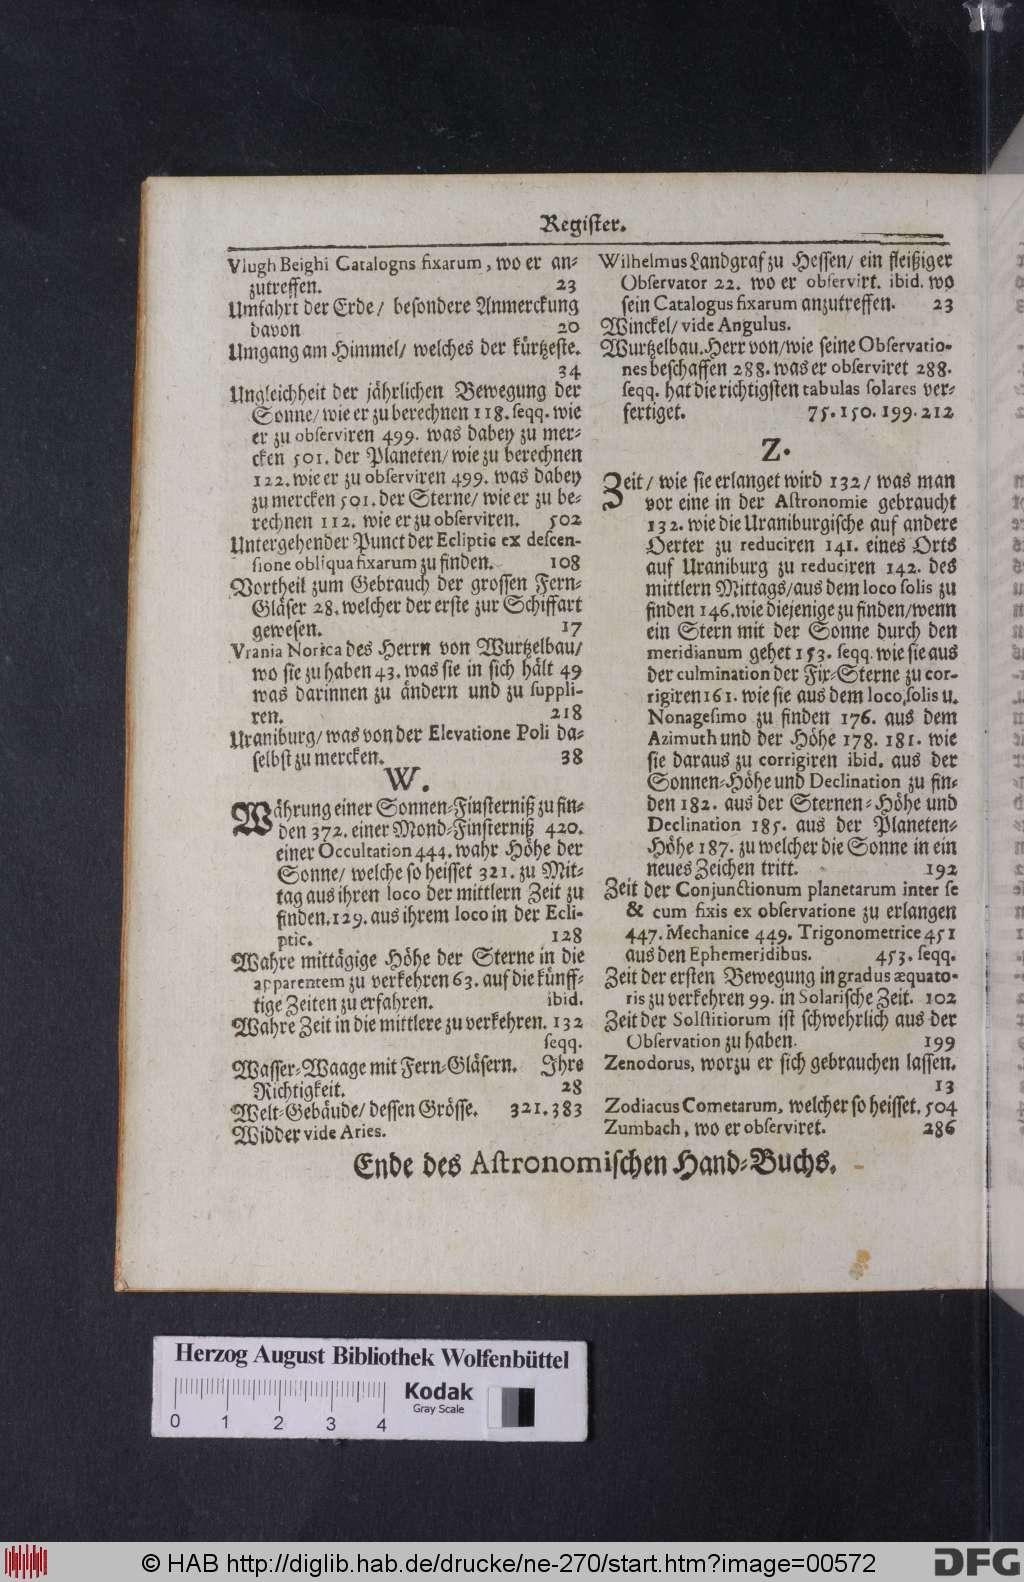 Register.
Vlugh Beighi Catalogns fixarum, wo er an-
zutreffen. 23
Umfahrt der Erde/ besondere Anmerckung
davon 20
Umgang am Himmel/ welches der kürtzeste.
34
Ungleichheit der jährlichen Bewegung der
Sonne/ wie er zu berechnen 118. seqq. wie
er zu observiren 499. was dabey zu mer-
cken 501. der Planeten/ wie zu berechnen
122. wie er zu observiren 499. was dabey
zu mercken 501. der Sterne/ wie er zu be-
rechnen 112. wie er zu observiren. 502
Untergehender Punct der Ecliptic ex descen-
sione obliqua fixarum zu finden. 108
Vortheil zum Gebrauch der grossen Fern-
Gläser 28. welcher der erste zur Schiffart
gewesen. 17
Vrania Norica des Herrn von Wurtzelbau/
wo sie zu haben 43. was sie in sich hält 49
was darinnen zu ändern und zu suppli-
ren. 218
Uraniburg/ was von der Elevatione Poli da-
selbst zu mercken. 38
W.
Währung einer Sonnen-Finsterniß zu fin-
den 372. einer Mond-Finsterniß 420.
einer Occultation 444. wahr Höhe der
Sonne/ welche so heisset 321. zu Mit-
tag aus ihren loco der mittlern Zeit zu
finden. 129. aus ihrem loco in der Ecli-
ptic. 128
Wahre mittägige Höhe der Sterne in die
apparentem zu verkehren 63. auf die künff-
tige Zeiten zu erfahren. ibid.
Wahre Zeit in die mittlere zu verkehren. 132
seqq.
Wasser-Waage mit Fern-Gläsern. Ihre
Richtigkeit. 28
Welt-Gebäude/ dessen Grösse. 321. 383
Widder vide Aries.
Wilhelmus Landgraf zu Hessen/ ein fleißiger
Observator 22. wo er observirt. ibid. wo
sein Catalogus fixarum anzutreffen. 23
Winckel/ vide Angulus.
Wurtzelbau. Herr von/ wie seine Observatio-
nes beschaffen 288. was er observiret 288.
seqq. hat die richtigsten tabulas solares ver-
fertiget. 75. 150. 199. 212
Z.
Zeit/ wie sie erlanget wird 132/ was man
vor eine in der Astronomie gebraucht
132. wie die Uraniburgische auf andere
Oerter zu reduciren 141. eines Orts
auf Uraniburg zu reduciren 142. des
mittlern Mittags/ aus dem loco solis zu
finden 146. wie diejenige zu finden/ wenn
ein Stern mit der Sonne durch den
meridianum gehet 153. seqq. wie sie aus
der culmination der Fix-Sterne zu cor-
rigiren 161. wie sie aus dem loco solis u.
Nonagesimo zu finden 176. aus dem
Azimuth und der Höhe 178. 181. wie
sie daraus zu corrigiren ibid. aus der
Sonnen-Höhe und Declination zu fin-
den 182. aus der Sternen-Höhe und
Declination 185. aus der Planeten-
Höhe 187. zu welcher die Sonne in ein
neues Zeichen tritt. 192
Zeit der Conjunctionum planetarum inter se
& cum fixis ex observatione zu erlangen
447. Mechanice 449. Trigonometrice 451
aus den Ephemeridibus. 453. seqq.
Zeit der ersten Bewegung in gradus æquato-
ris zu verkehren 99. in Solarische Zeit. 102
Zeit der Solstitiorum ist schwehrlich aus der
Observation zu haben. 199
Zenodorus, worzu er sich gebrauchen lassen.
13
Zodiacus Cometarum, welcher so heisset. 504
Zumbach, wo er observiret. 286
Ende des Astronomischen Hand-Buchs.
Herzog August Bibliothek Wolfenbüttel
Kodak
Gray Scale
0 1 2 3 4
© HAB http://diglib.hab.de/drucke/ne-270/start.htm?image=00572
DFG